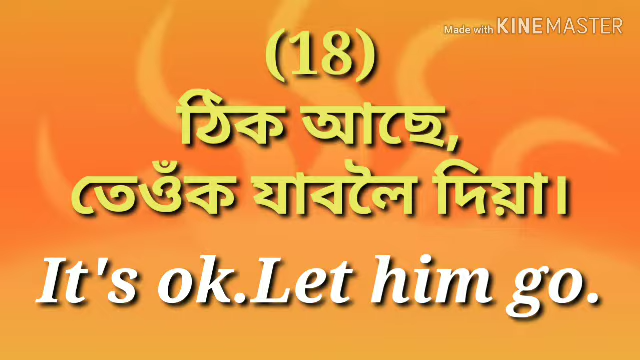 Made with KINEMASTER
(18)
ঠিক আছে,
তেওঁক যাবলৈ দিয়া।
It's ok.Let him go.